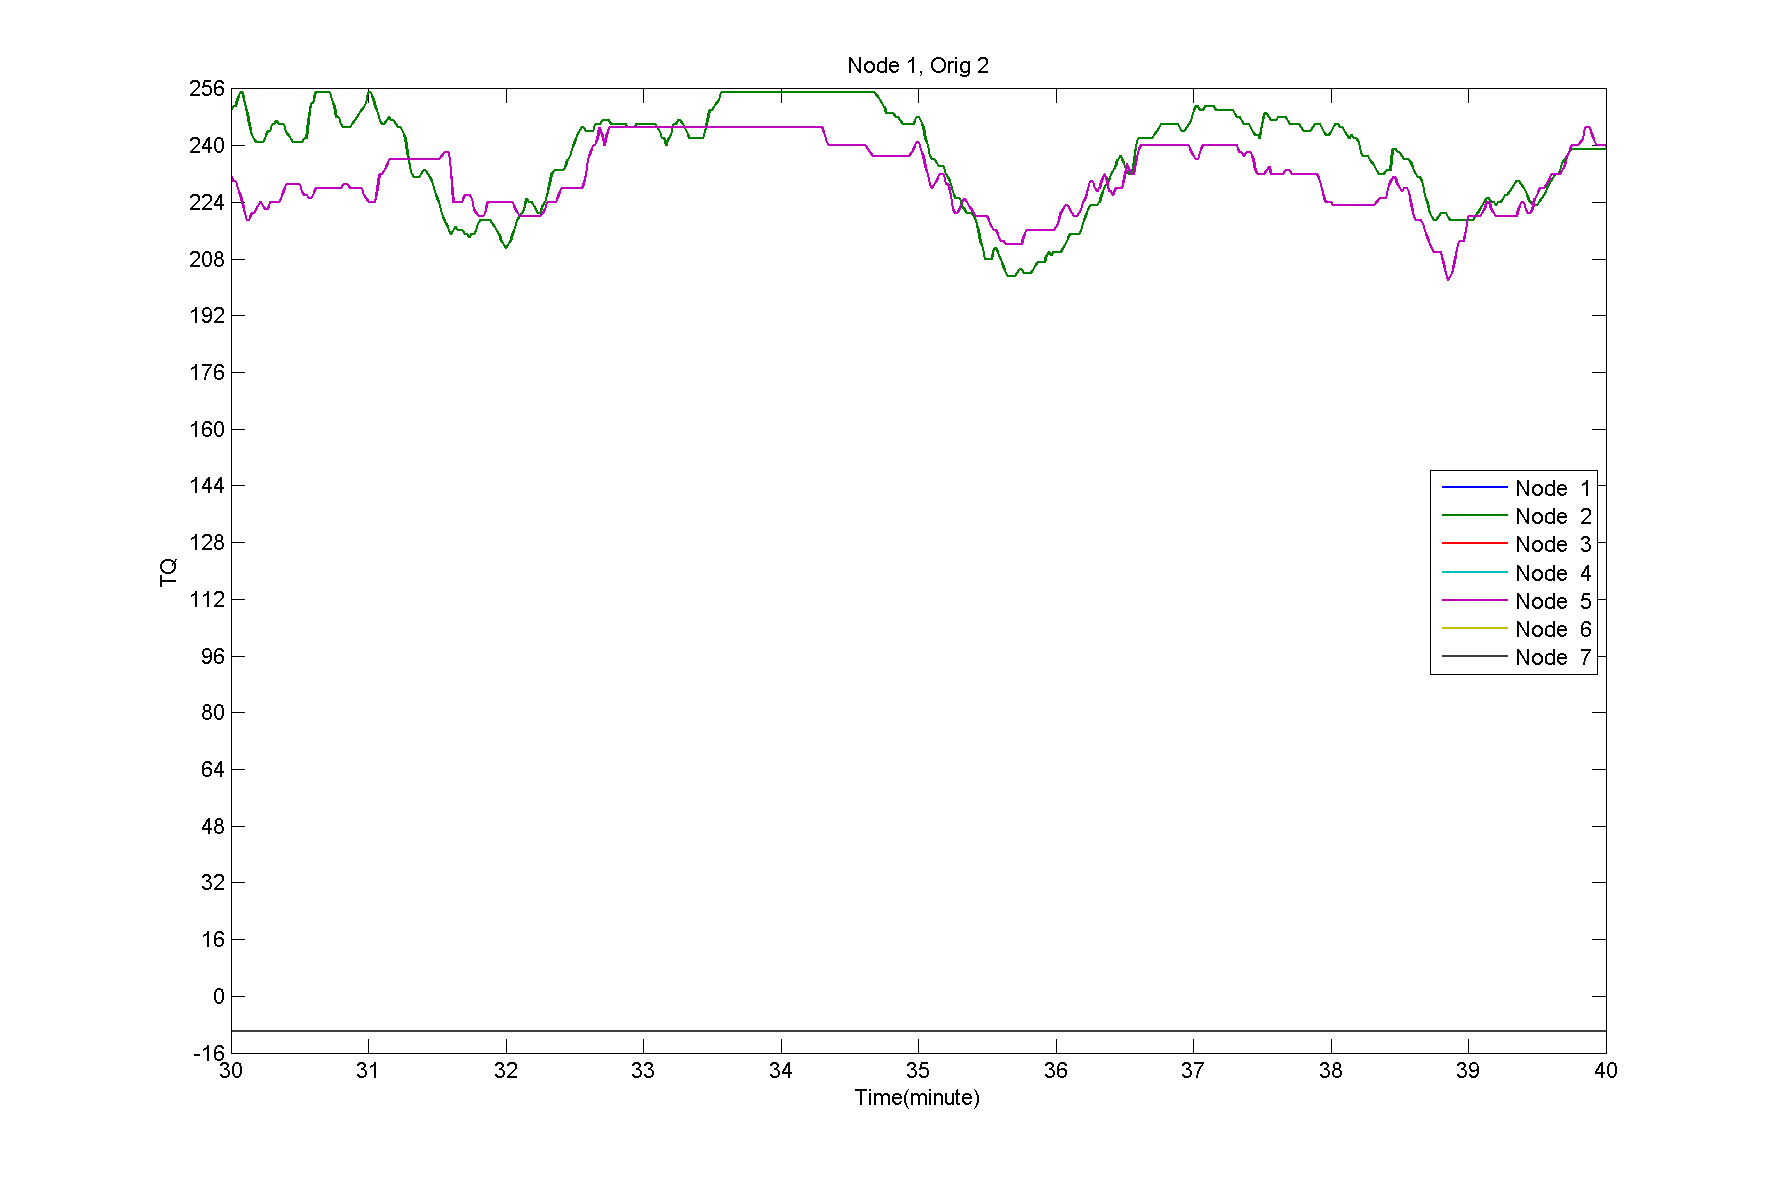 Node 1, Orig 2
256
240
224
208
192
176
160
144
128
112
96
80
64
48
32
16
0
-16
TQ
Node 1
Node 2
Node 3
Node 4
Node 5
Node 6
Node 7
30 31 32 33 34 35 36 37 38 39 40
Time(minute)